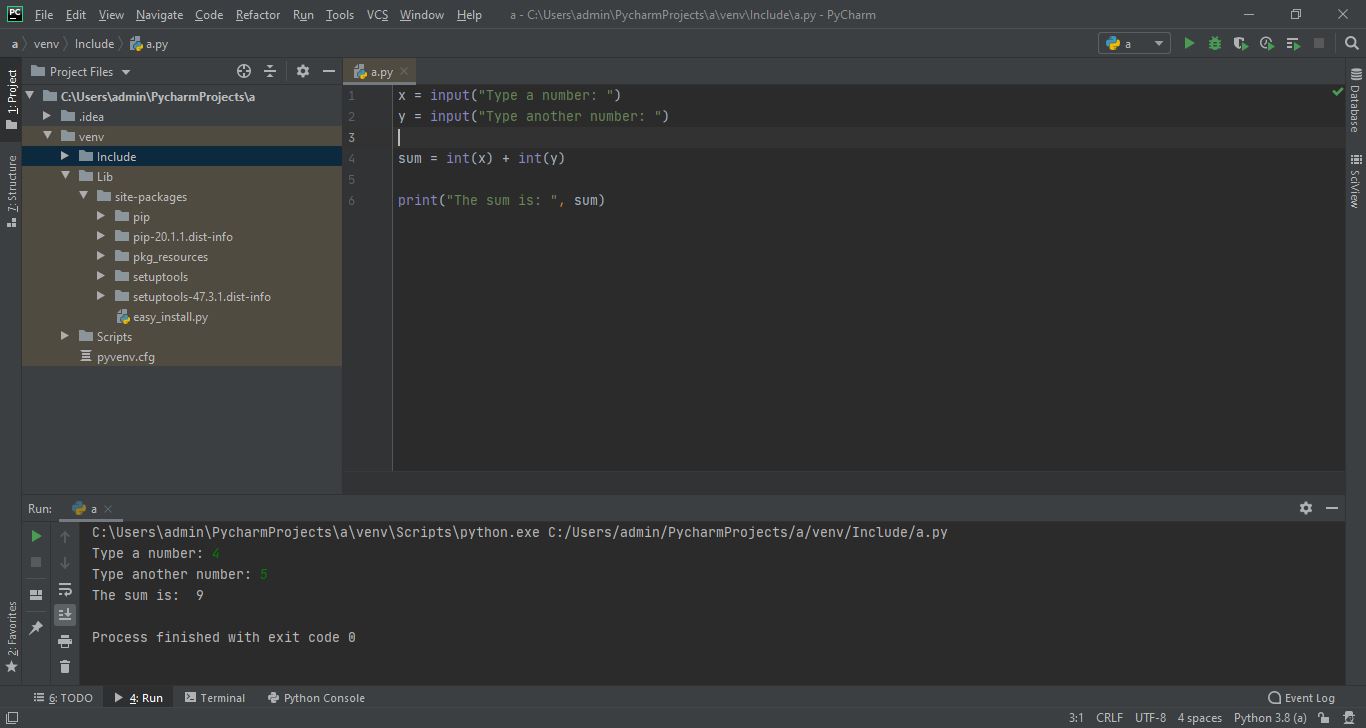 PC File Edit View Navigate Code Refactor Run Tools VCS Window Help a - C:\Users\admin\PycharmProjects\a\venv\Include\a.py - PyCharm
a venv Include a.py a
1: Project
7: Structure
2: Favorites
Project Files
C:\Users\admin\PycharmProjects\a
.idea
venv
Include
Lib
site-packages
pip
pip-20.1.1.dist-info
pkg_resources
setuptools
setuptools-47.3.1.dist-info
easy_install.py
Scripts
pyvenv.cfg
a.py
1 x = input("Type a number: ")
2 y = input("Type another number: ")
3
4 sum = int(x) + int(y)
5
6 print("The sum is: ", sum)
Database
SciView
Run: a
C:\Users\admin\PycharmProjects\a\venv\Scripts\python.exe C:/Users/admin/PycharmProjects/a/venv/Include/a.py
Type a number: 4
Type another number: 5
The sum is:  9
Process finished with exit code 0
6: TODO 4: Run Terminal Python Console Event Log
3:1 CRLF UTF-8 4 spaces Python 3.8 (a)